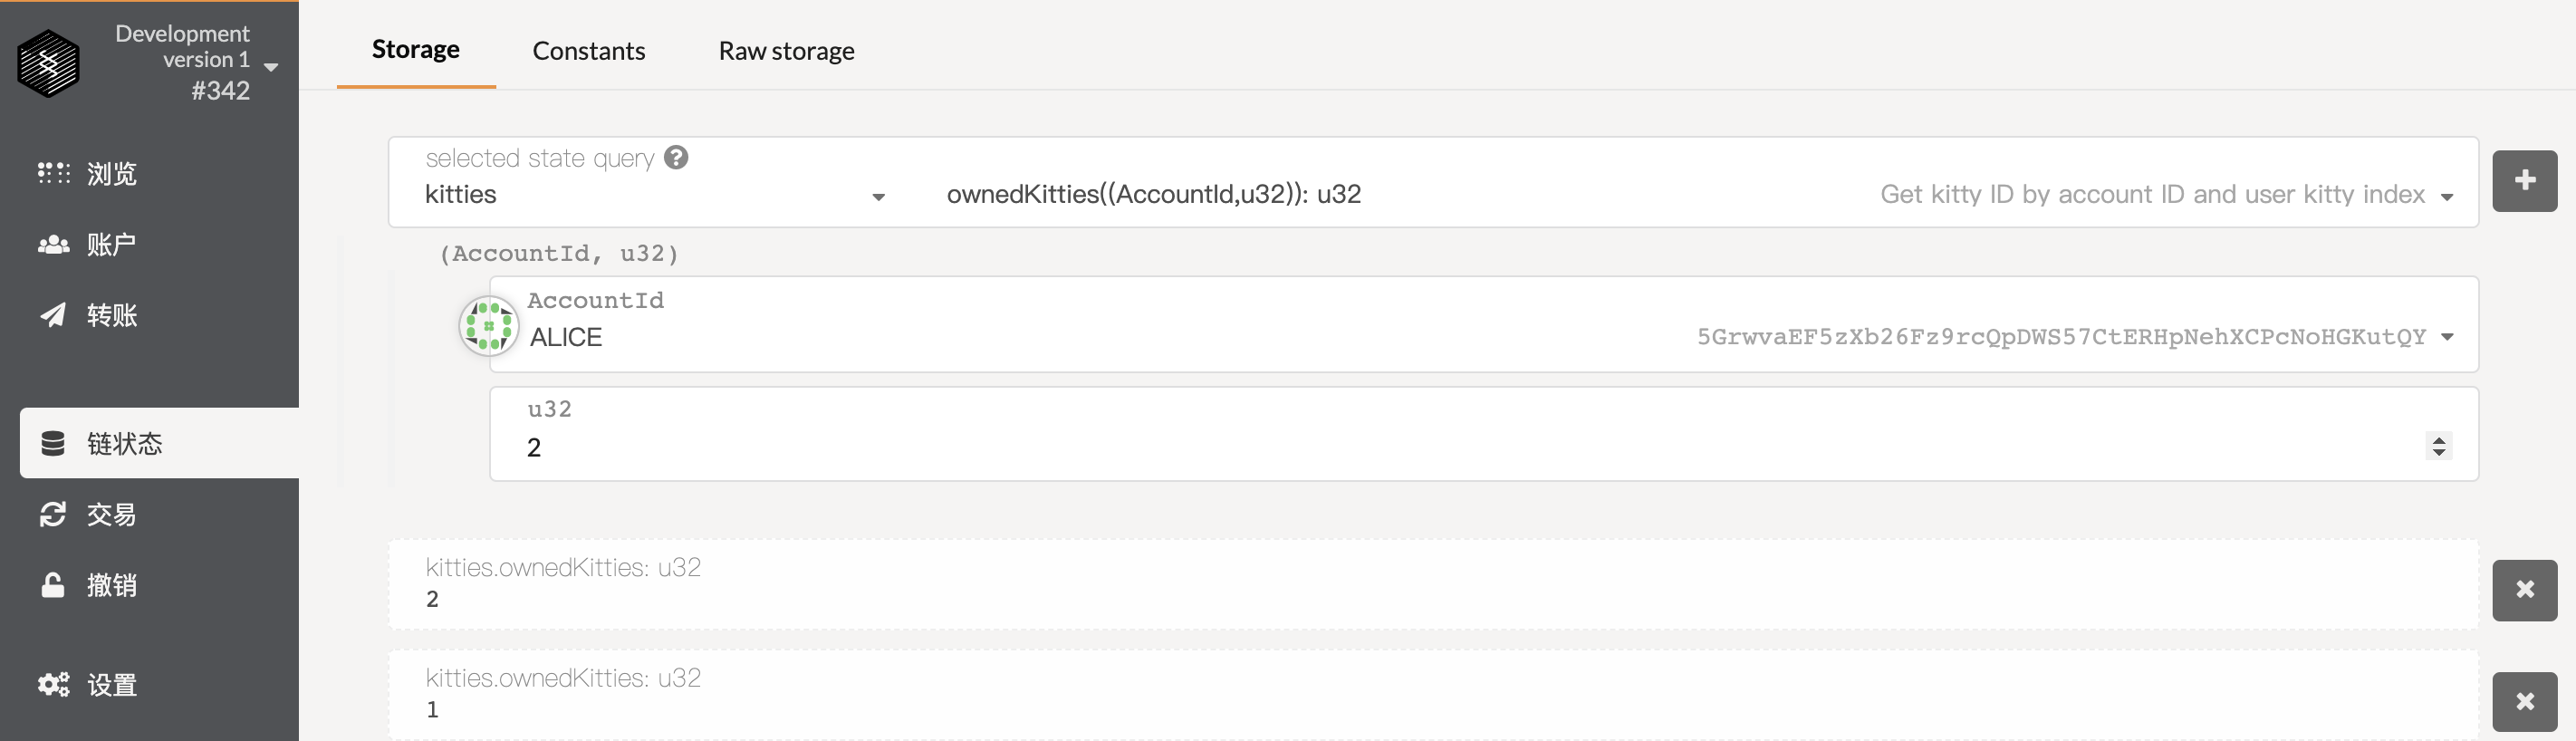 Development
version 1
#342
浏览
账户
转账
链状态
交易
撤销
设置
Storage Constants Raw storage
selected state query
kitties ownedKitties((AccountId,u32)): u32 Get kitty ID by account ID and user kitty index
(AccountId, u32)
AccountId
ALICE 5GrwvaEF5zXb26Fz9rcQpDWS57CtERHpNehXCPcNoHGKutQY
u32
2
kitties.ownedKitties: u32
2
kitties.ownedKitties: u32
1